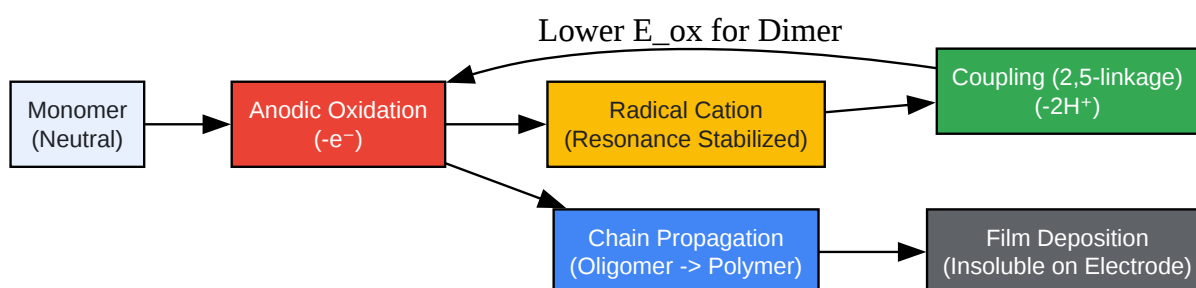 Lower E_ox for Dimer
Monomer
(Neutral)
Anodic Oxidation
(-e⁻)
Radical Cation
(Resonance Stabilized)
Coupling (2,5-linkage)
(-2H⁺)
Chain Propagation
(Oligomer -> Polymer)
Film Deposition
(Insoluble on Electrode)